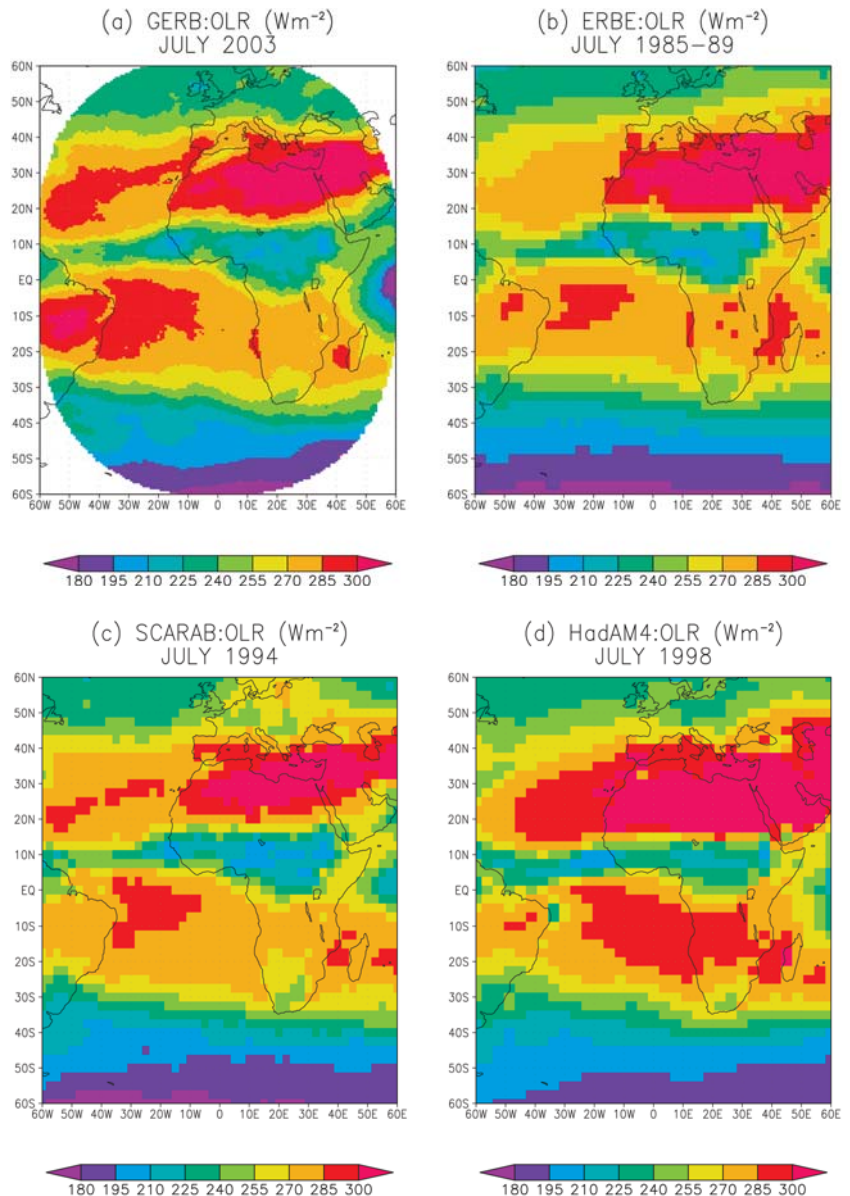 (a) GERB:OLR (Wm⁻²)
JULY 2003
60N
50N
40N
30N
20N
10N
EQ
10S
20S
30S
40S
50S
60S
60W 50W 40W 30W 20W 10W 0 10E 20E 30E 40E 50E 60E
180 195 210 225 240 255 270 285 300
(b) ERBE:OLR (Wm⁻²)
JULY 1985–89
60N
50N
40N
30N
20N
10N
EQ
10S
20S
30S
40S
50S
60S
60W 50W 40W 30W 20W 10W 0 10E 20E 30E 40E 50E 60E
180 195 210 225 240 255 270 285 300
(c) SCARAB:OLR (Wm⁻²)
JULY 1994
60N
50N
40N
30N
20N
10N
EQ
10S
20S
30S
40S
50S
60S
60W 50W 40W 30W 20W 10W 0 10E 20E 30E 40E 50E 60E
180 195 210 225 240 255 270 285 300
(d) HadAM4:OLR (Wm⁻²)
JULY 1998
60N
50N
40N
30N
20N
10N
EQ
10S
20S
30S
40S
50S
60S
60W 50W 40W 30W 20W 10W 0 10E 20E 30E 40E 50E 60E
180 195 210 225 240 255 270 285 300